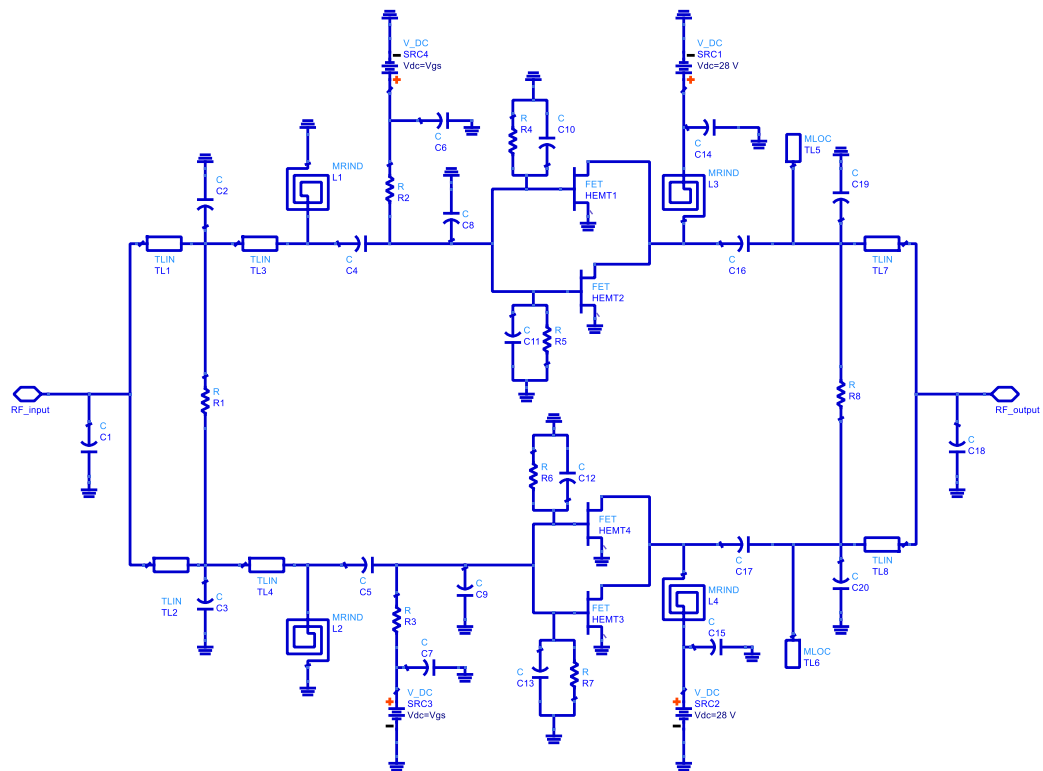 V_DC
SRC4
Vdc=Vgs
V_DC
SRC1
Vdc=28 V
R
R4
C
C10
C
C6
C
C14
MLOC
TL5
C
C2
MRIND
L1
R
R2
C
C8
FET
HEMT1
MRIND
L3
C
C19
TLIN
TL1
TLIN
TL3
C
C4
C
C16
TLIN
TL7
FET
HEMT2
C
C11
R
R5
R
R1
R
R8
RF_input
RF_output
C
C1
C
C18
R
R6
C
C12
FET
HEMT4
TLIN
TL2
C
C3
TLIN
TL4
C
C5
R
R3
C
C9
FET
HEMT3
C
C17
MRIND
L4
TLIN
TL8
C
C20
MRIND
L2
C
C7
C
C13
R
R7
C
C15
MLOC
TL6
V_DC
SRC3
Vdc=Vgs
V_DC
SRC2
Vdc=28 V